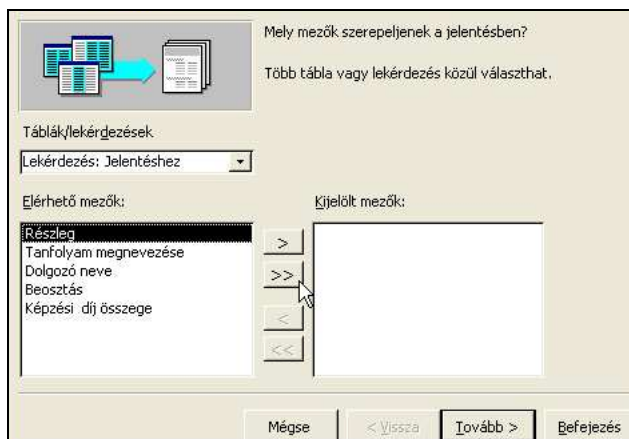 Mely mezők szerepeljenek a jelentésben?
Több tábla vagy lekérdezés közül választhat.
Táblák/lekérdezések
Lekérdezés: Jelentéshez
Elérhető mezők:
Kijelölt mezők:
Részleg
Tanfolyam megnevezése
Dolgozó neve
Beosztás
Képzési díj összege
>
>>
<
<<
Mégse
< Vissza
Tovább >
Befejezés